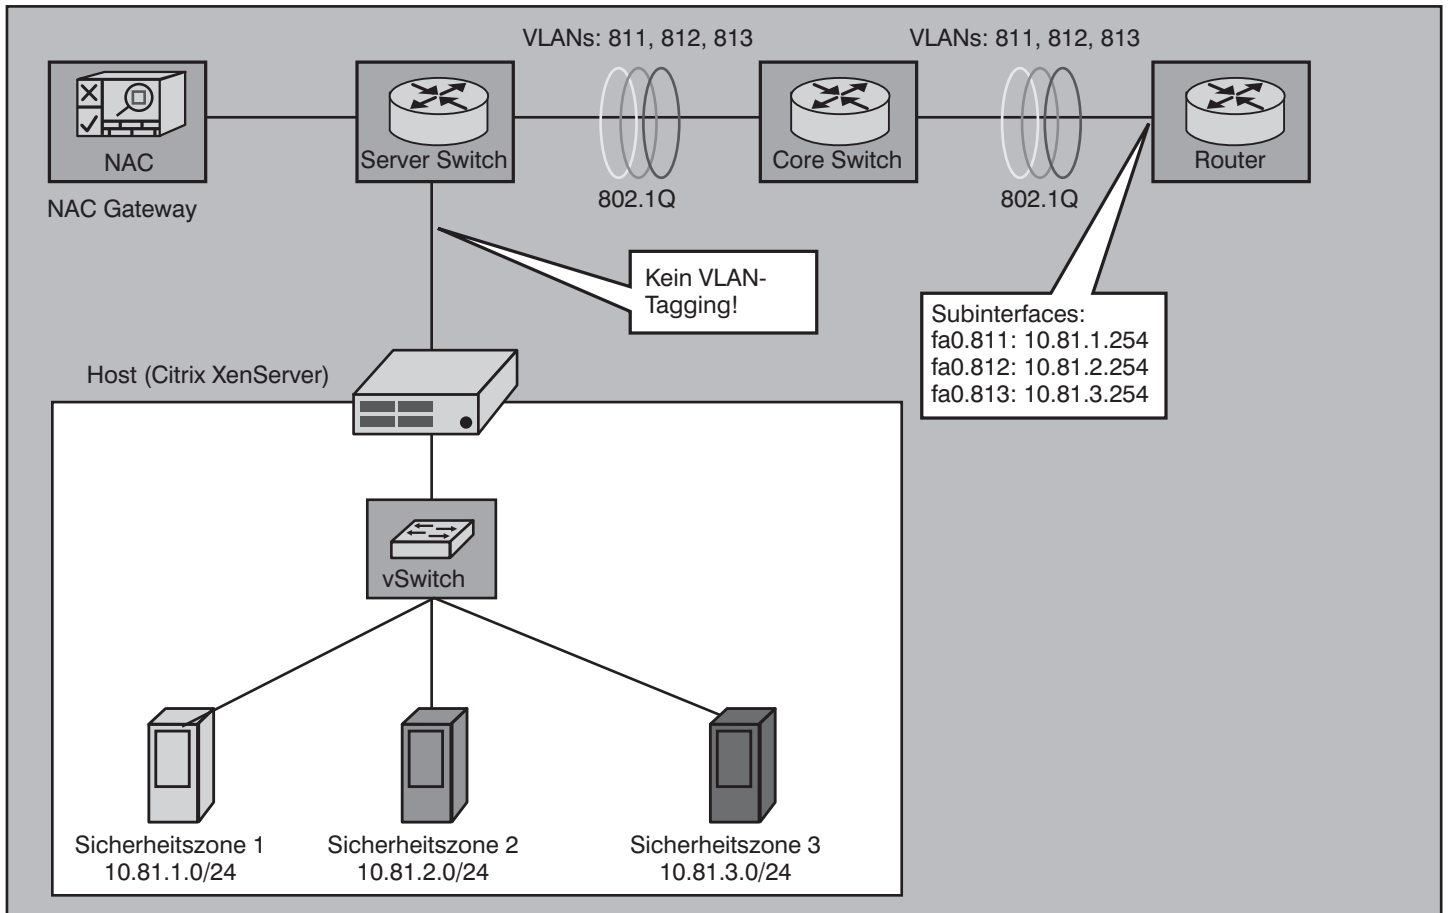 VLANs: 811, 812, 813
VLANs: 811, 812, 813
NAC
Server Switch
Core Switch
Router
NAC Gateway
802.1Q
802.1Q
Kein VLAN-
Tagging!
Subinterfaces:
fa0.811: 10.81.1.254
fa0.812: 10.81.2.254
fa0.813: 10.81.3.254
Host (Citrix XenServer)
vSwitch
Sicherheitszone 1
10.81.1.0/24
Sicherheitszone 2
10.81.2.0/24
Sicherheitszone 3
10.81.3.0/24